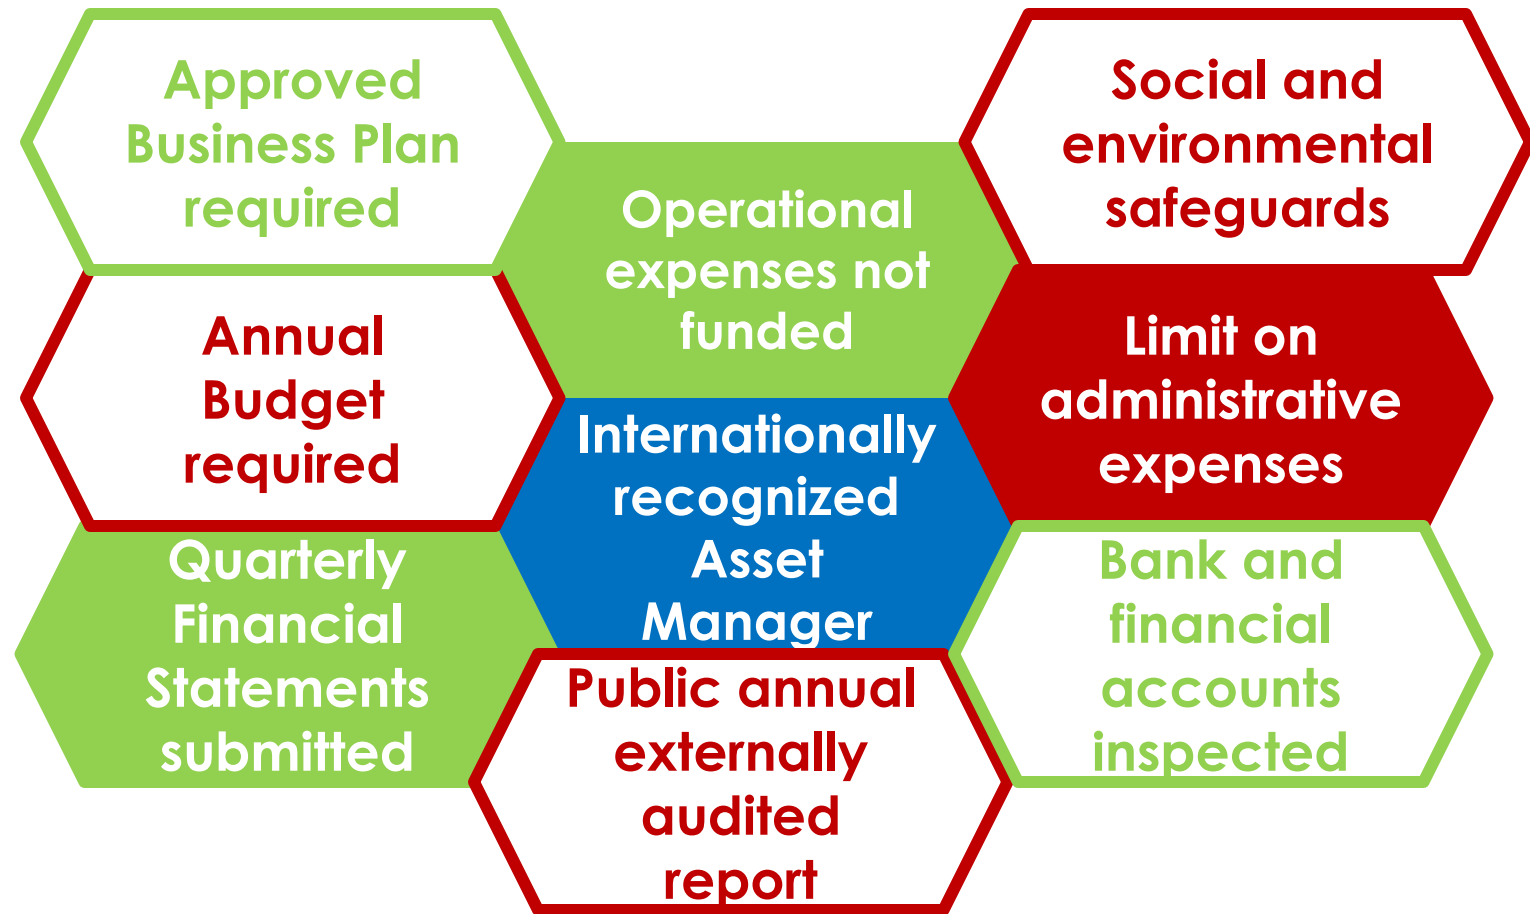 Approved
Business Plan
required
Operational
expenses not
funded
Social and
environmental
safeguards
Annual
Budget
required
Internationally
recognized
Asset
Manager
Limit on
administrative
expenses
Quarterly
Financial
Statements
submitted
Public annual
externally
audited
report
Bank and
financial
accounts
inspected